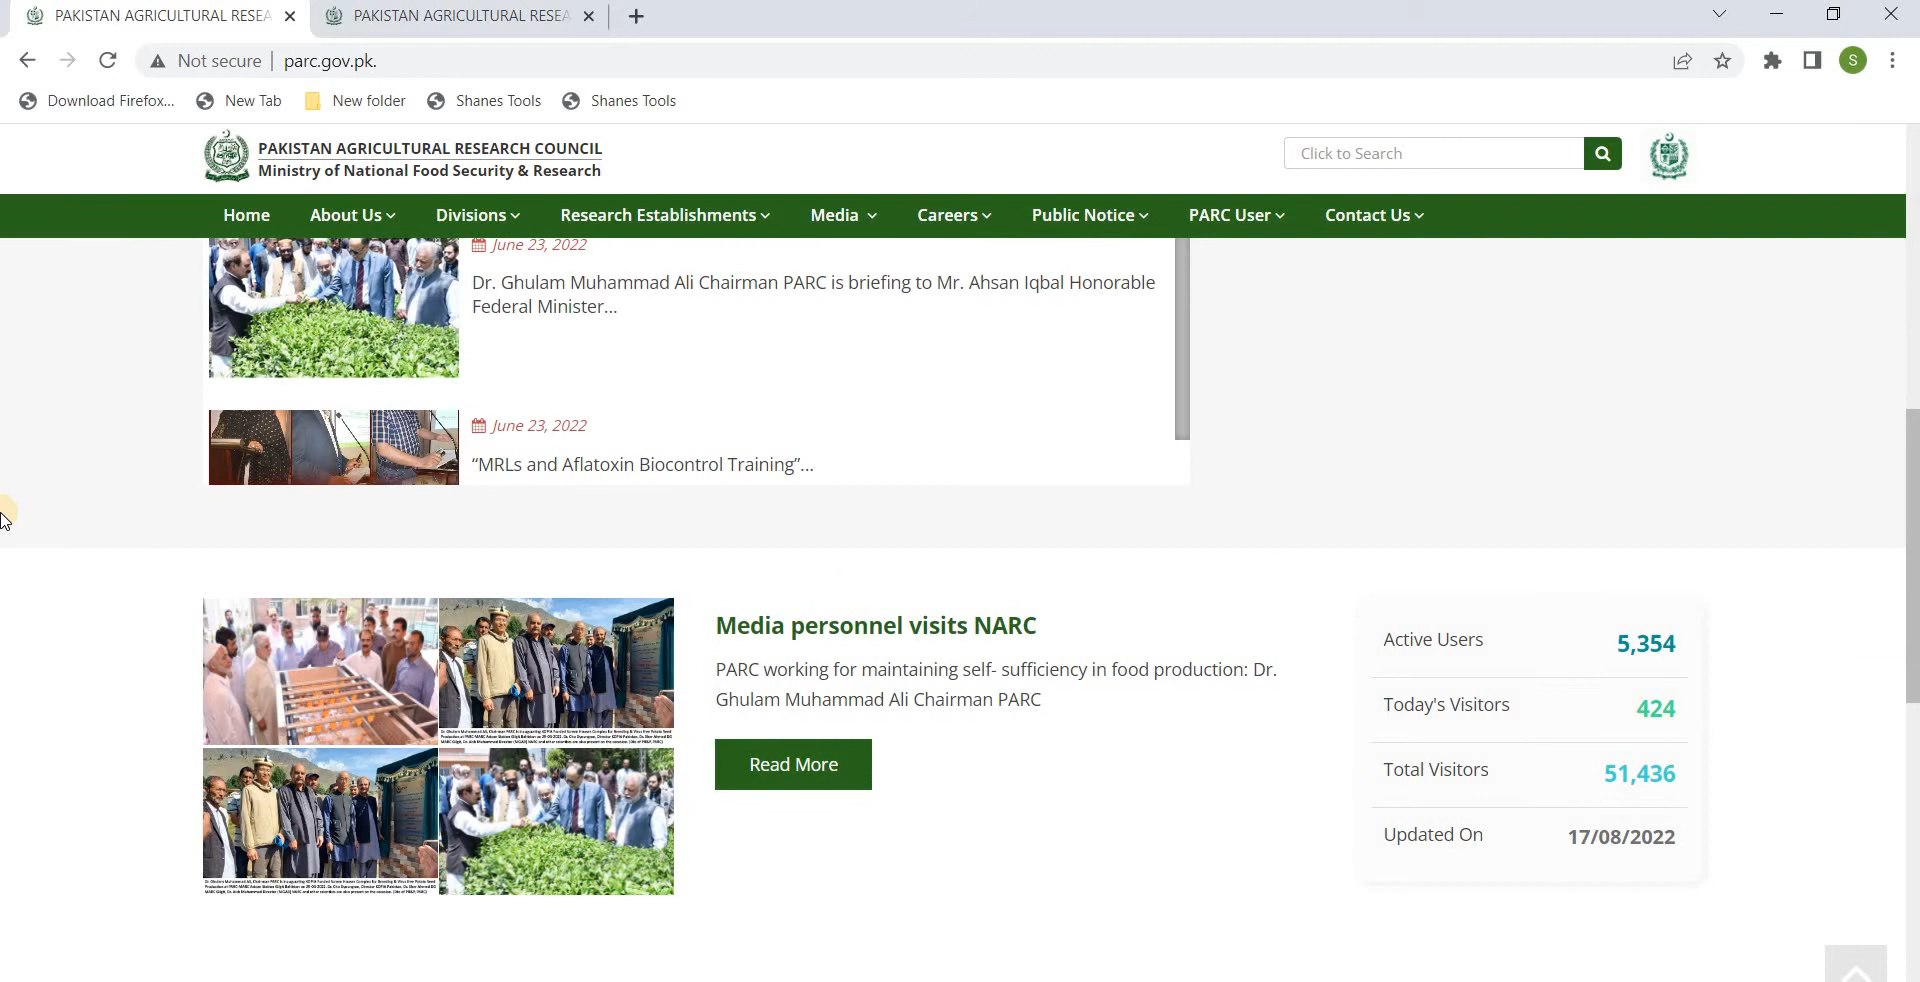 PAKISTAN AGRICULTURAL RESEA
PAKISTAN AGRICULTURAL RESEA
Not secure
parc.gov.pk.
S
Download Firefox...
New Tab
New folder
Shanes Tools
Shanes Tools
PAKISTAN AGRICULTURAL RESEARCH COUNCIL
Ministry of National Food Security & Research
Click to Search
Home
About Us
Divisions
Research Establishments
Media
Careers
Public Notice
PARC User
Contact Us
June 23, 2022
Dr. Ghulam Muhammad Ali Chairman PARC is briefing to Mr. Ahsan Iqbal Honorable
Federal Minister...
June 23, 2022
“MRLs and Aflatoxin Biocontrol Training”...
Media personnel visits NARC
PARC working for maintaining self- sufficiency in food production: Dr.
Ghulam Muhammad Ali Chairman PARC
Read More
Active Users
5,354
Today's Visitors
424
Total Visitors
51,436
Updated On
17/08/2022